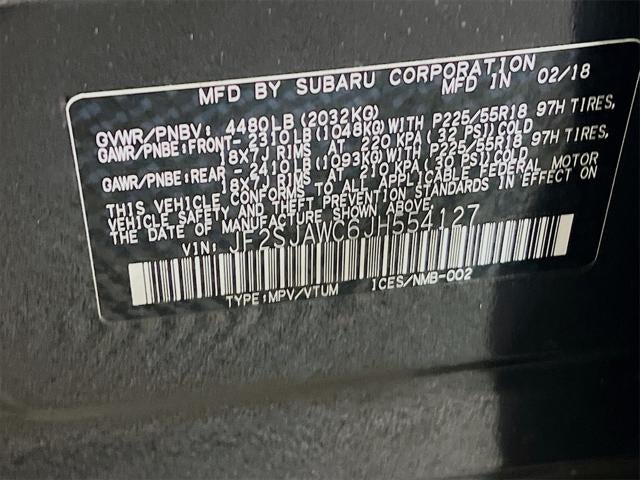 MFD BY SUBARU CORPORATION
MFD IN 02/18
GVWR/PNBV: 4480LB(2032KG)
GAWR/PNBE:FRONT-2310LB(1048KG)WITH P225/55R18 97H TIRES,
18X7J RIMS AT 220 KPA(32 PSI)COLD
GAWR/PNBE:REAR -2410LB(1093KG)WITH P225/55R18 97H TIRES,
18X7J RIMS AT 210 KPA(30 PSI)COLD
THIS VEHICLE CONFORMS TO ALL APPLICABLE FEDERAL MOTOR
VEHICLE SAFETY AND THEFT PREVENTION STANDARDS IN EFFECT ON
THE DATE OF MANUFACTURE SHOWN ABOVE.
VIN: JF2SJAWC6JH554127
TYPE:MPV/VTUM ICES/NMB-002